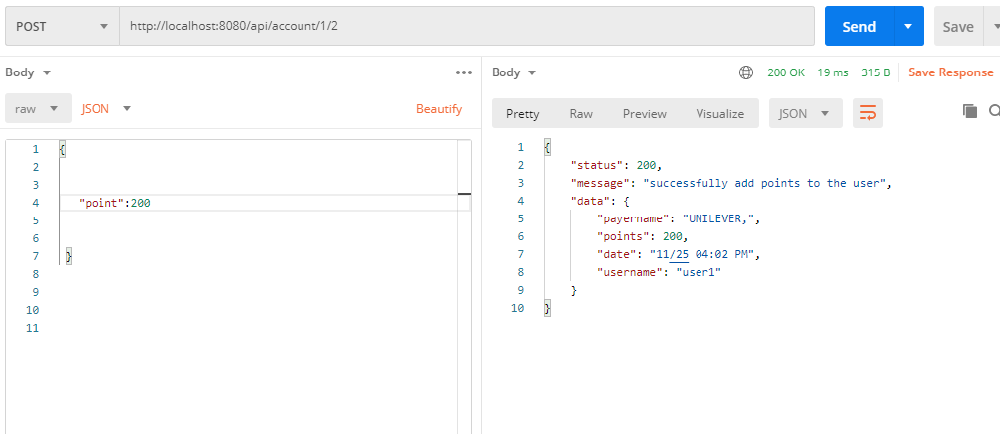 POST http://localhost:8080/api/account/1/2 Send Save
Body Body 200 OK 19 ms 315 B Save Response
raw JSON Beautify Pretty Raw Preview Visualize JSON
1 {
2
3
4 "point":200
5
6
7 }
8
9
10
11
1 {
2 "status": 200,
3 "message": "successfully add points to the user",
4 "data": {
5 "payername": "UNILEVER,",
6 "points": 200,
7 "date": "11/25 04:02 PM",
8 "username": "user1"
9 }
10 }